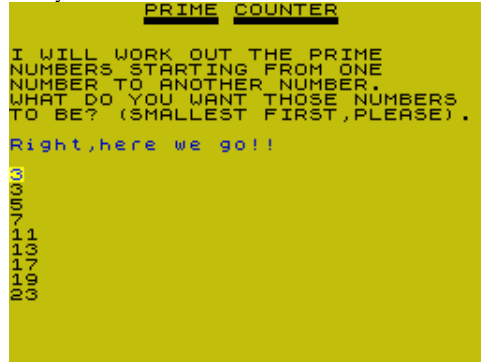 PRIME COUNTER
I WILL WORK OUT THE PRIME
NUMBERS STARTING FROM ONE
NUMBER TO ANOTHER NUMBER.
WHAT DO YOU WANT THOSE NUMBERS
TO BE? (SMALLEST FIRST,PLEASE).
Right,here we go!!
3
3
5
7
11
13
17
19
23